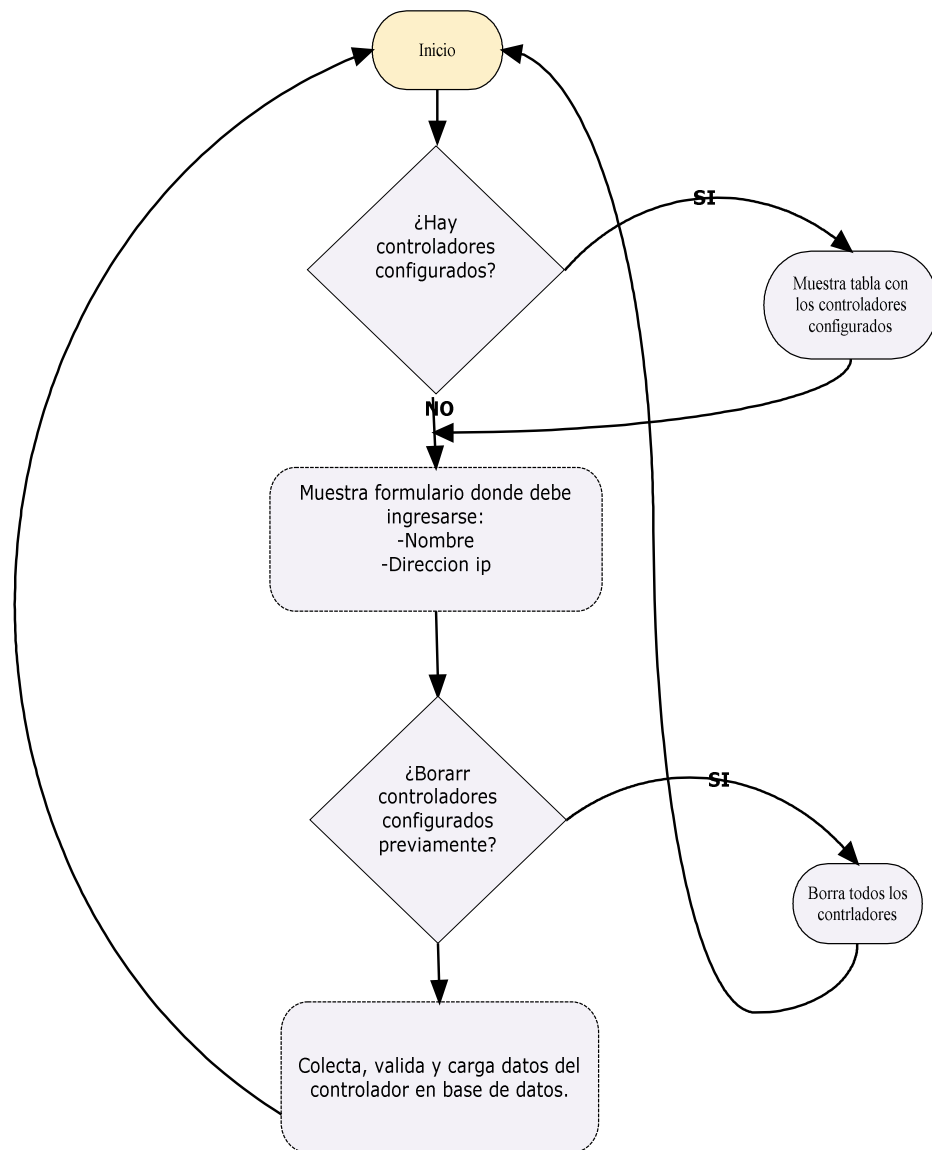 Inicio
¿Hay
controladores
configurados?
SI
Muestra tabla con
los controladores
configurados
NO
Muestra formulario donde debe
ingresarse:
-Nombre
-Direccion ip
¿Borarr
controladores
configurados
previamente?
SI
Borra todos los
contrladores
Colecta, valida y carga datos del
controlador en base de datos.